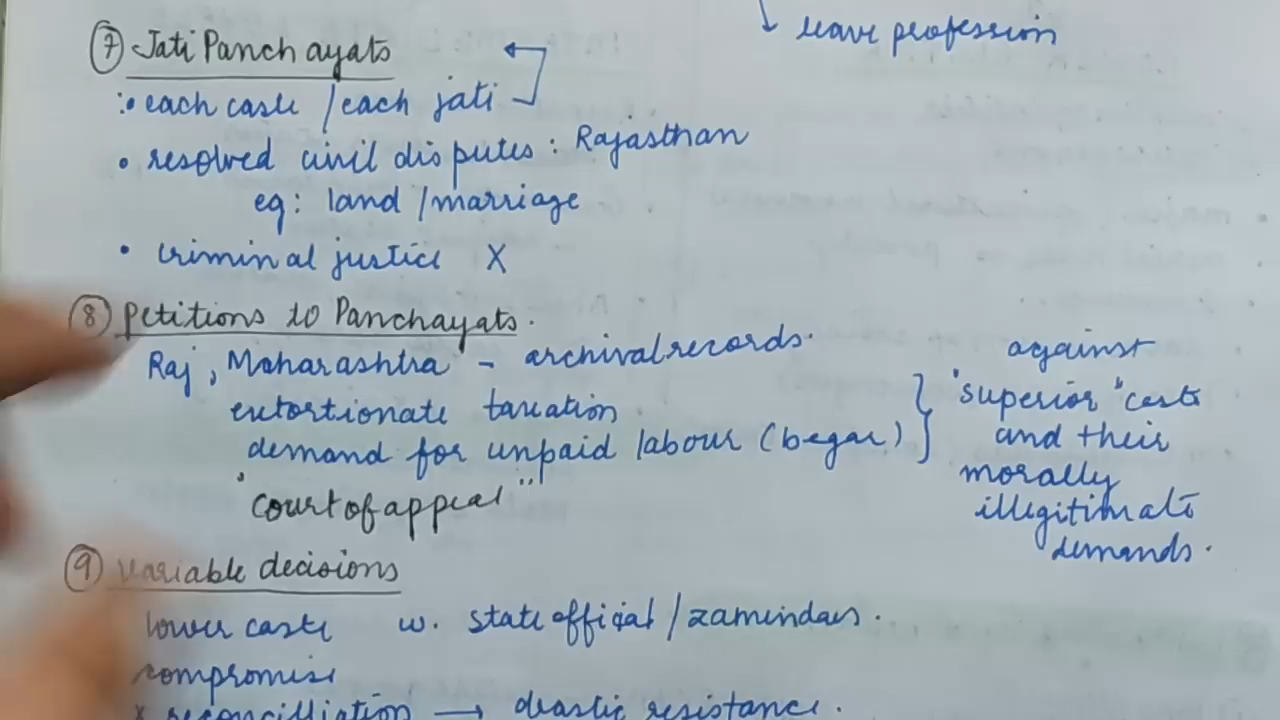 leave profession
⑦ Jati Panchayats
∴ each caste / each jati
• resolved civil disputes : Rajasthan
eg: land / marriage
• criminal justice X
⑧ Petitions to Panchayats.
Raj, Maharashtra - archival records.
extortionate taxation
demand for unpaid labour (begar)
"court of appeal"
against
"superior" caste
and their
morally
illegitimate
demands.
⑨ variable decisions
lower caste w. state official / zamindars.
compromise
X reconcilliation → drastic resistance.